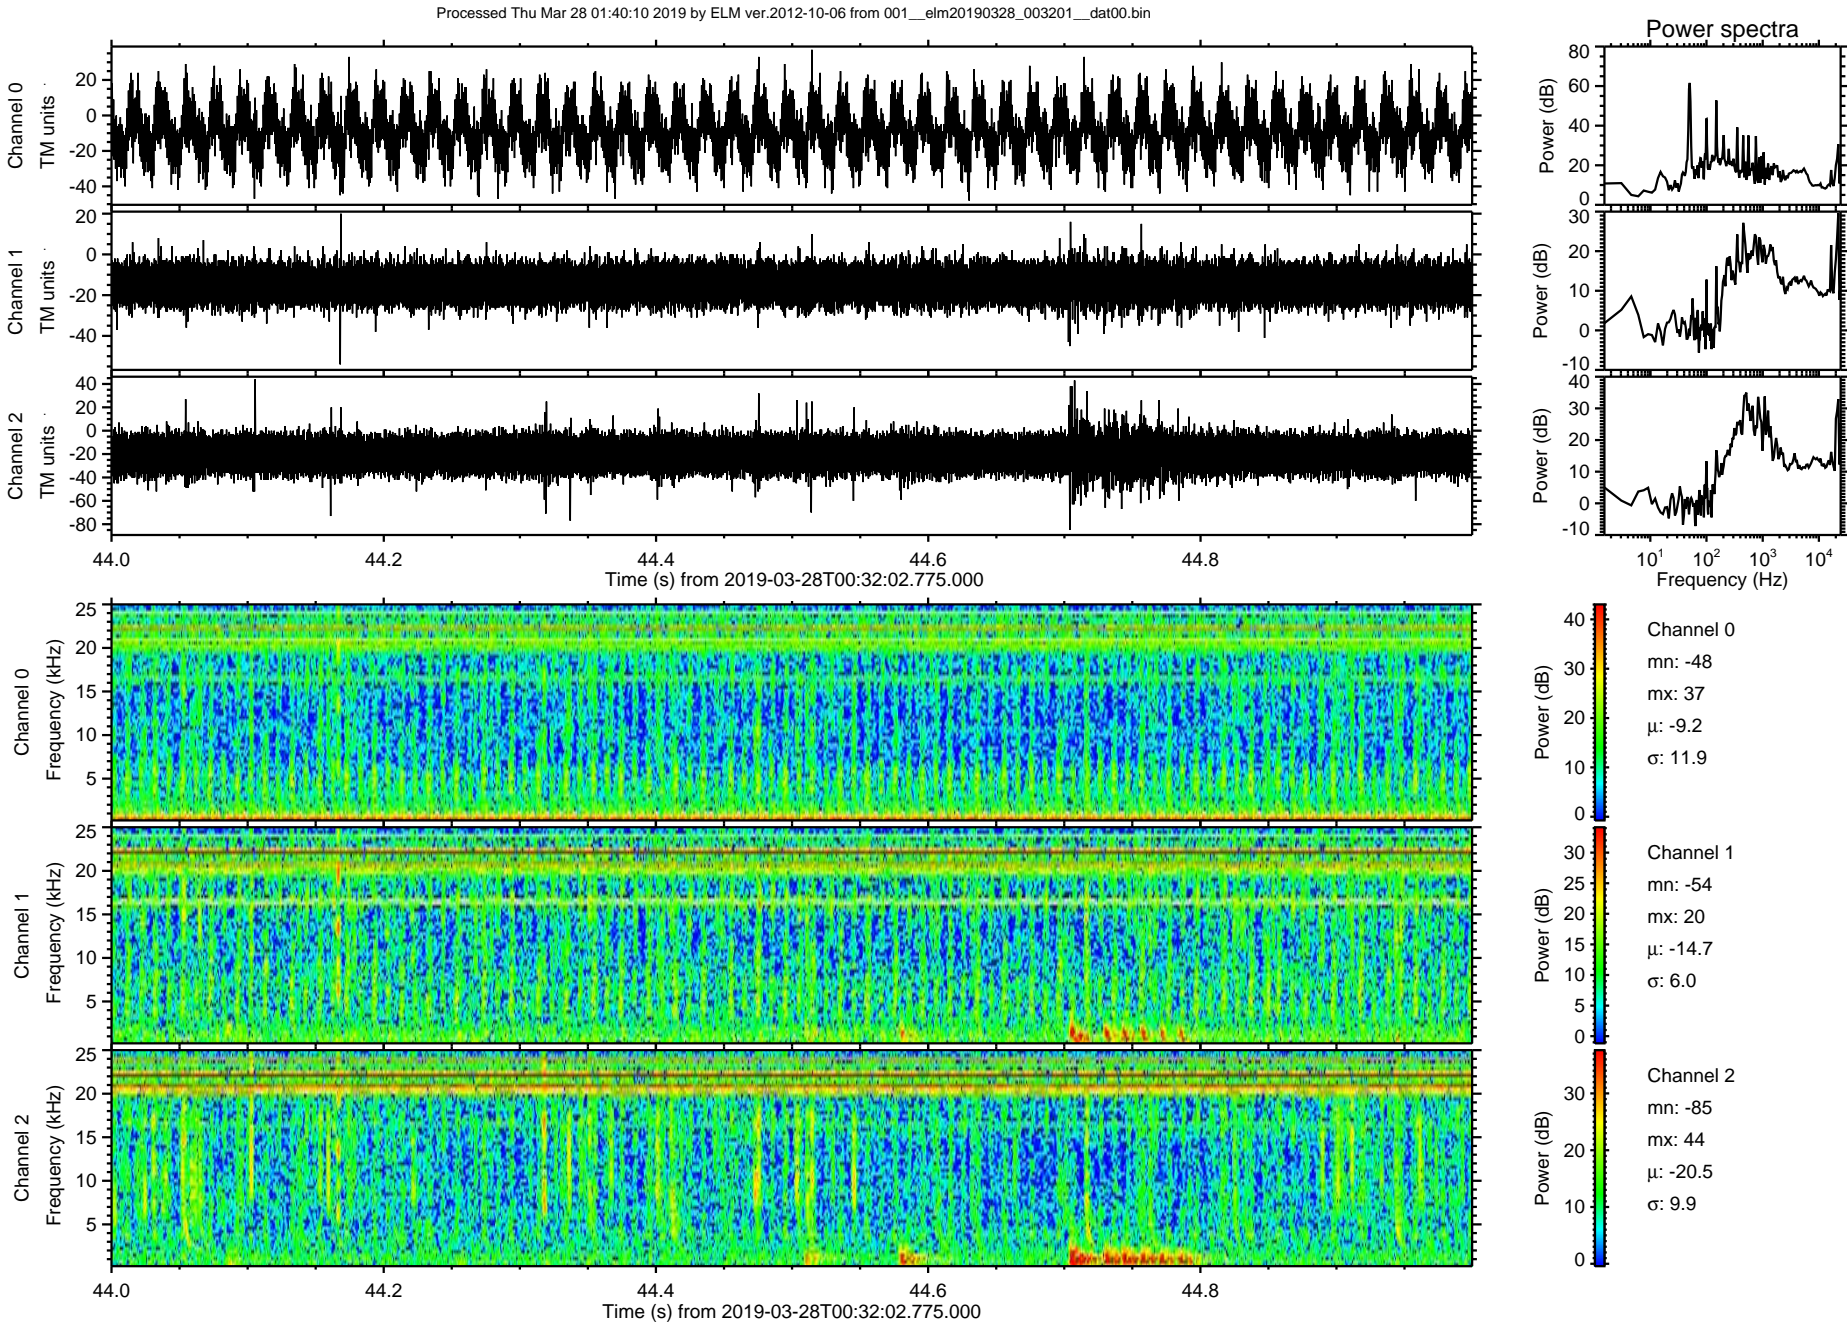 Processed Thu Mar 28 01:40:10 2019 by ELM ver.2012-10-06 from 001__elm20190328_003201__dat00.bin
Power spectra
Channel 0
TM units
20
0
-20
-40
Power (dB)
80
60
40
20
0
Channel 1
TM units
20
0
-20
-40
Power (dB)
30
20
10
0
-10
Channel 2
TM units
40
20
0
-20
-40
-60
-80
Power (dB)
40
30
20
10
0
-10
44.0 44.2 44.4 44.6 44.8
Time (s) from 2019-03-28T00:32:02.775.000
10^1 10^2 10^3 10^4
Frequency (Hz)
Channel 0
Frequency (kHz)
25
20
15
10
5
Power (dB)
40
30
20
10
0
Channel 0
mn: -48
mx: 37
μ: -9.2
σ: 11.9
Channel 1
Frequency (kHz)
25
20
15
10
5
Power (dB)
30
25
20
15
10
5
0
Channel 1
mn: -54
mx: 20
μ: -14.7
σ: 6.0
Channel 2
Frequency (kHz)
25
20
15
10
5
Power (dB)
30
20
10
0
Channel 2
mn: -85
mx: 44
μ: -20.5
σ: 9.9
44.0 44.2 44.4 44.6 44.8
Time (s) from 2019-03-28T00:32:02.775.000